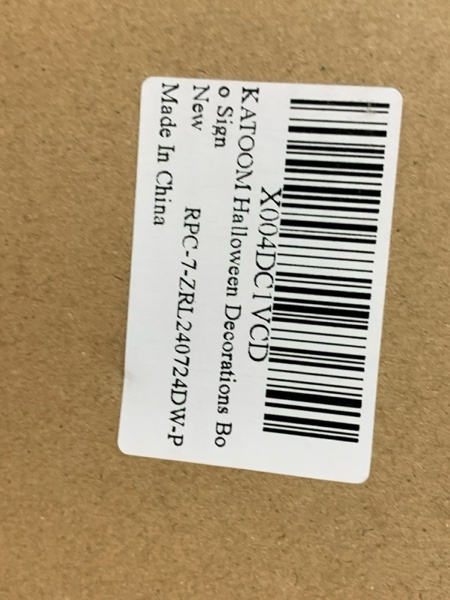 X004DC1VCD
KATOOM Halloween Decorations Bo
o Sign
New
RPC-7-ZRL240724DW-P
Made In China